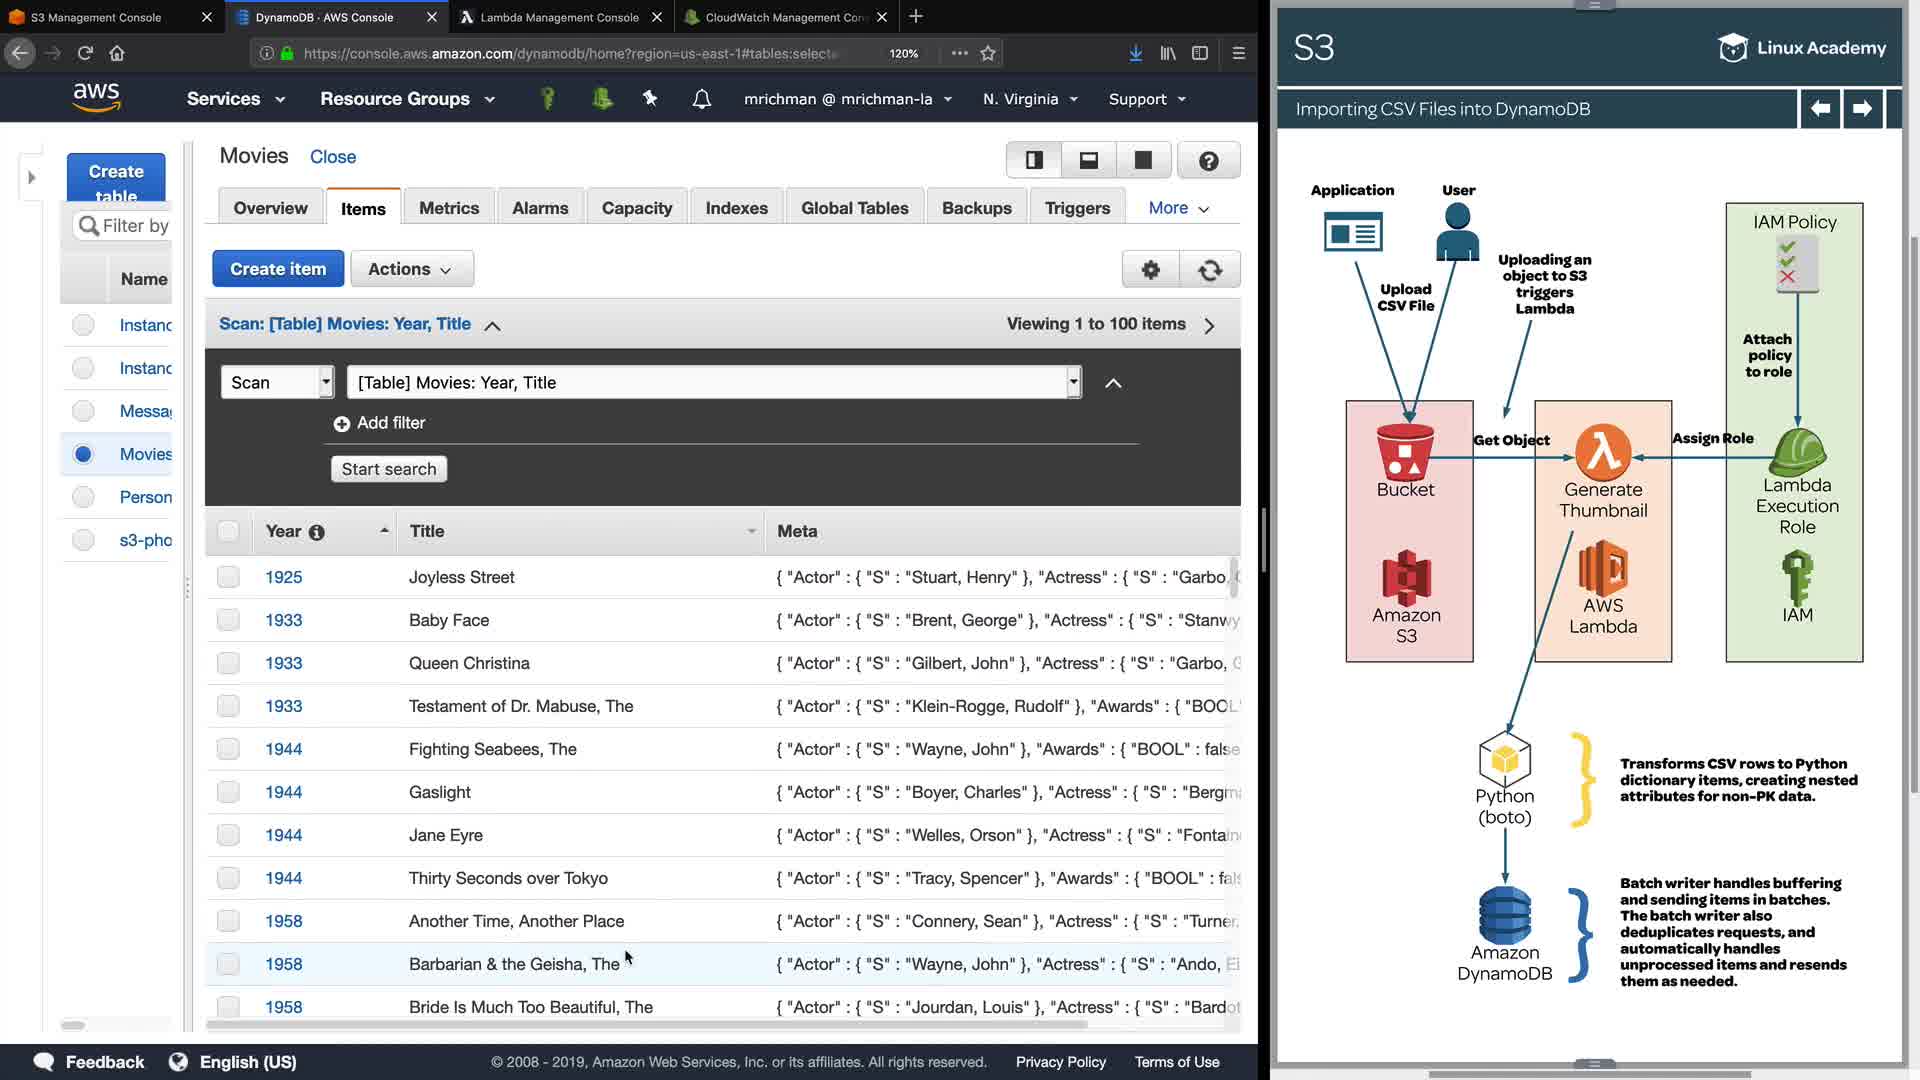 S3 Management Console
DynamoDB · AWS Console
Lambda Management Console
CloudWatch Management Con
https://console.aws.amazon.com/dynamodb/home?region=us-east-1#tables:selecte
120%
aws
Services
Resource Groups
mrichman @ mrichman-la
N. Virginia
Support
Create
table
Filter by
Name
Instanc
Instanc
Messag
Movies
Person
s3-pho
Movies
Close
Overview
Items
Metrics
Alarms
Capacity
Indexes
Global Tables
Backups
Triggers
More
Create item
Actions
Scan: [Table] Movies: Year, Title
Viewing 1 to 100 items
Scan
[Table] Movies: Year, Title
Add filter
Start search
Year
Title
Meta
1925 Joyless Street { "Actor" : { "S" : "Stuart, Henry" }, "Actress" : { "S" : "Garbo,
1933 Baby Face { "Actor" : { "S" : "Brent, George" }, "Actress" : { "S" : "Stanwy
1933 Queen Christina { "Actor" : { "S" : "Gilbert, John" }, "Actress" : { "S" : "Garbo, G
1933 Testament of Dr. Mabuse, The { "Actor" : { "S" : "Klein-Rogge, Rudolf" }, "Awards" : { "BOOL"
1944 Fighting Seabees, The { "Actor" : { "S" : "Wayne, John" }, "Awards" : { "BOOL" : false
1944 Gaslight { "Actor" : { "S" : "Boyer, Charles" }, "Actress" : { "S" : "Bergma
1944 Jane Eyre { "Actor" : { "S" : "Welles, Orson" }, "Actress" : { "S" : "Fontaine
1944 Thirty Seconds over Tokyo { "Actor" : { "S" : "Tracy, Spencer" }, "Awards" : { "BOOL" : fals
1958 Another Time, Another Place { "Actor" : { "S" : "Connery, Sean" }, "Actress" : { "S" : "Turner,
1958 Barbarian & the Geisha, The { "Actor" : { "S" : "Wayne, John" }, "Actress" : { "S" : "Ando, Ei
1958 Bride Is Much Too Beautiful, The { "Actor" : { "S" : "Jourdan, Louis" }, "Actress" : { "S" : "Bardot
Feedback
English (US)
© 2008 - 2019, Amazon Web Services, Inc. or its affiliates. All rights reserved.
Privacy Policy
Terms of Use
S3
Linux Academy
Importing CSV Files into DynamoDB
Application
User
Upload
CSV File
Uploading an
object to S3
triggers
Lambda
IAM Policy
Attach
policy
to role
Get Object
Assign Role
Bucket
Generate
Thumbnail
Lambda
Execution
Role
Amazon
S3
AWS
Lambda
IAM
Python
(boto)
Transforms CSV rows to Python
dictionary items, creating nested
attributes for non-PK data.
Amazon
DynamoDB
Batch writer handles buffering
and sending items in batches.
The batch writer also
deduplicates requests, and
automatically handles
unprocessed items and resends
them as needed.